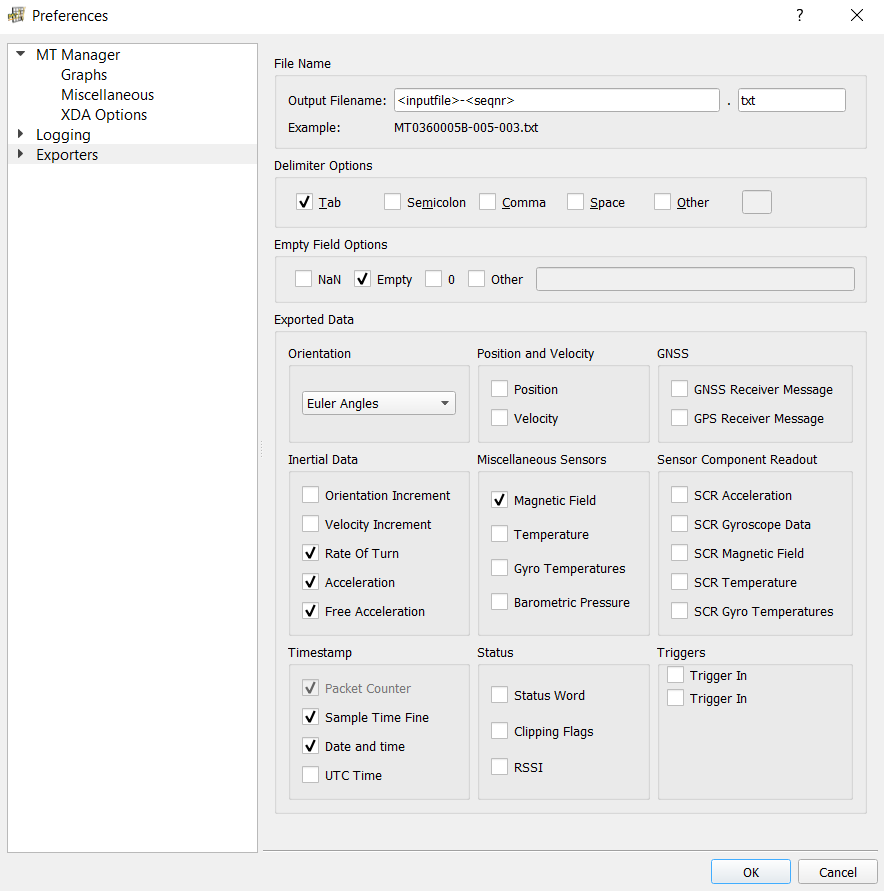 Preferences
?
MT Manager
Graphs
Miscellaneous
XDA Options
Logging
Exporters
File Name
Output Filename: <inputfile>-<seqnr> . txt
Example: MT0360005B-005-003.txt
Delimiter Options
Tab Semicolon Comma Space Other
Empty Field Options
NaN Empty 0 Other
Exported Data
Orientation Position and Velocity GNSS
Euler Angles
Position
Velocity
GNSS Receiver Message
GPS Receiver Message
Inertial Data Miscellaneous Sensors Sensor Component Readout
Orientation Increment
Velocity Increment
Rate Of Turn
Acceleration
Free Acceleration
Magnetic Field
Temperature
Gyro Temperatures
Barometric Pressure
SCR Acceleration
SCR Gyroscope Data
SCR Magnetic Field
SCR Temperature
SCR Gyro Temperatures
Timestamp Status Triggers
Packet Counter
Sample Time Fine
Date and time
UTC Time
Status Word
Clipping Flags
RSSI
Trigger In
Trigger In
OK Cancel